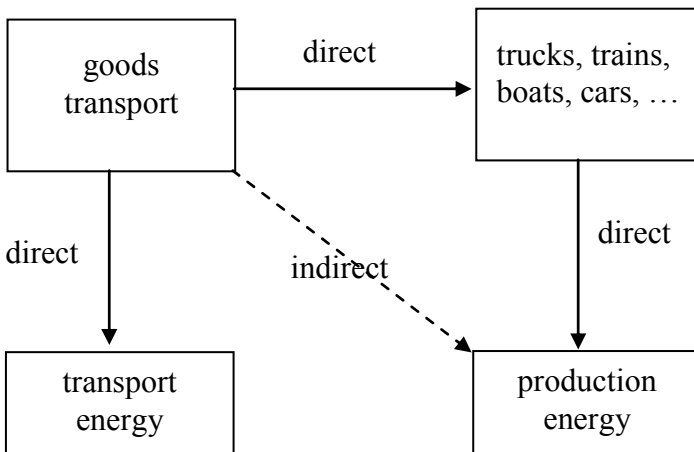 goods
transport
direct
trucks, trains,
boats, cars, …
direct
indirect
direct
transport
energy
production
energy